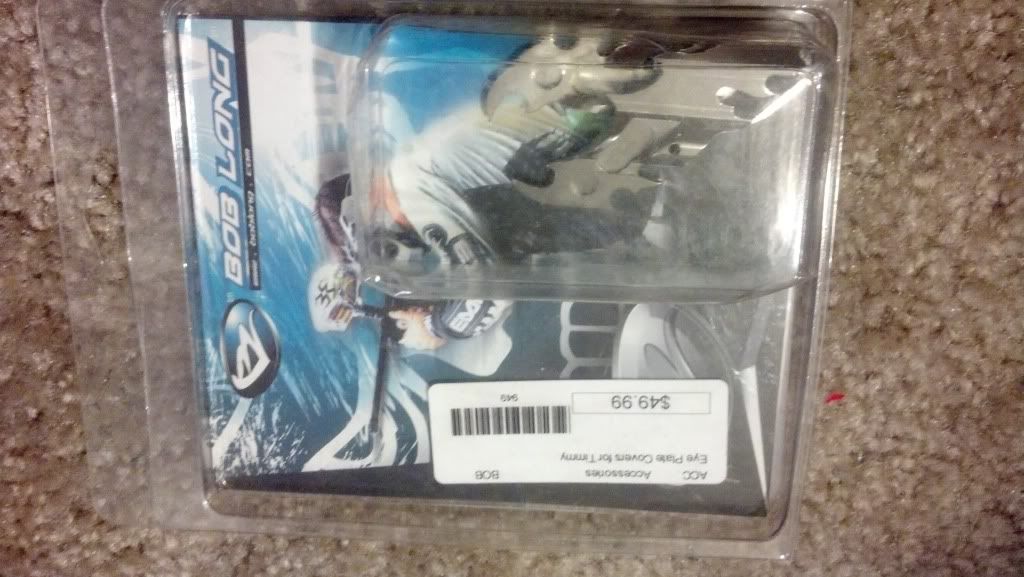 BOB LONG
ACC Accessories BOB
Eye Plate Covers for Timmy
949
$49.99